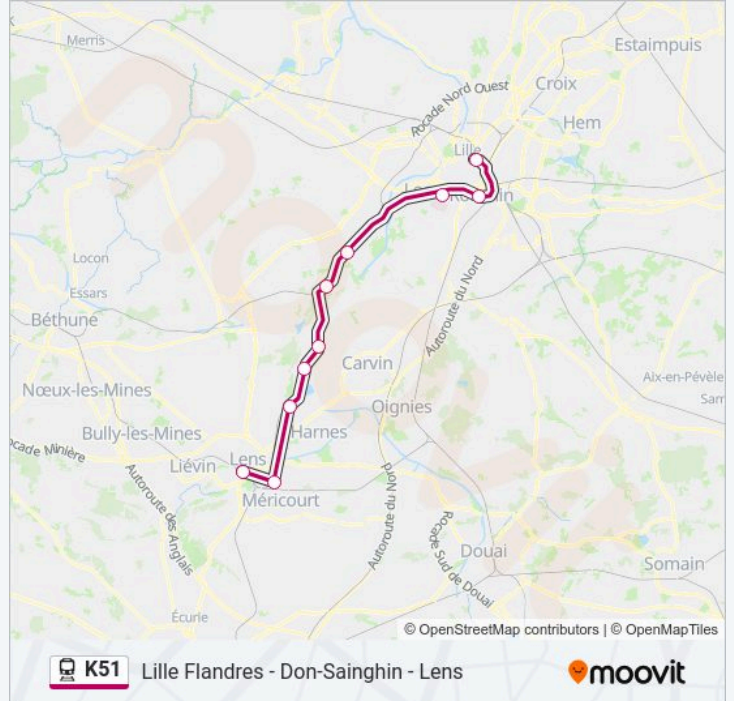 Merris
Estaimpuis
Croix
Rocade Nord Ouest
Hem
Lille
Locon
Essars
Béthune
Autoroute du Nord
Carvin
Aix-en-Pévèle
Nœux-les-Mines
Oignies
Bully-les-Mines
Harnes
ocade Minière
Liévin
Lens
Méricourt
Autoroute des Anglais
Autoroute du Nord
Rocade Sud de Douai
Douai
Somain
Écurie
© OpenStreetMap contributors | © OpenMapTiles
K51 Lille Flandres - Don-Sainghin - Lens
moovit